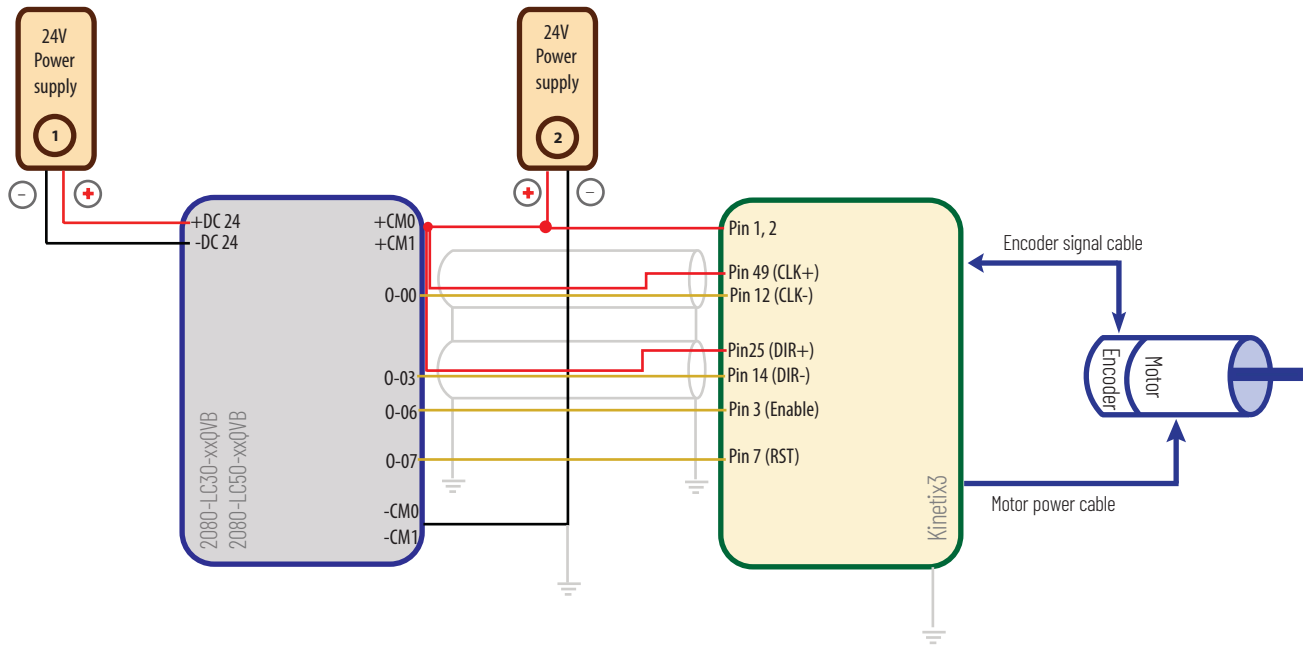 24V
Power
supply
1
24V
Power
supply
2
+DC 24
-DC 24
+CM0
+CM1
O-00
O-03
O-06
O-07
-CM0
-CM1
2080-LC30-xxQVB
2080-LC50-xxQVB
Pin 1, 2
Pin 49 (CLK+)
Pin 12 (CLK-)
Pin25 (DIR+)
Pin 14 (DIR-)
Pin 3 (Enable)
Pin 7 (RST)
Kinetix3
Encoder signal cable
Encoder
Motor
Motor power cable